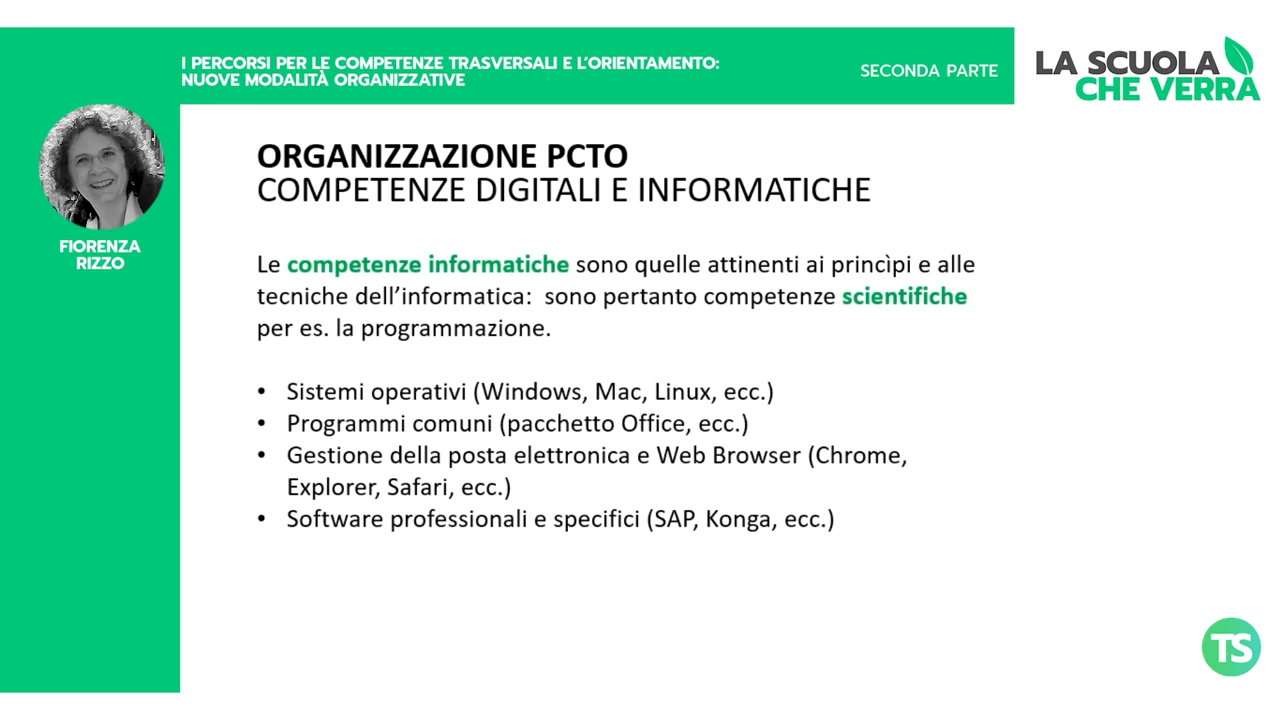 I PERCORSI PER LE COMPETENZE TRASVERSALI E L'ORIENTAMENTO:
NUOVE MODALITÀ ORGANIZZATIVE
SECONDA PARTE
LA SCUOLA
CHE VERRÀ
FIORENZA
RIZZO
ORGANIZZAZIONE PCTO
COMPETENZE DIGITALI E INFORMATICHE
Le competenze informatiche sono quelle attinenti ai princìpi e alle
tecniche dell'informatica:  sono pertanto competenze scientifiche
per es. la programmazione.
• Sistemi operativi (Windows, Mac, Linux, ecc.)
• Programmi comuni (pacchetto Office, ecc.)
• Gestione della posta elettronica e Web Browser (Chrome,
Explorer, Safari, ecc.)
• Software professionali e specifici (SAP, Konga, ecc.)
TS